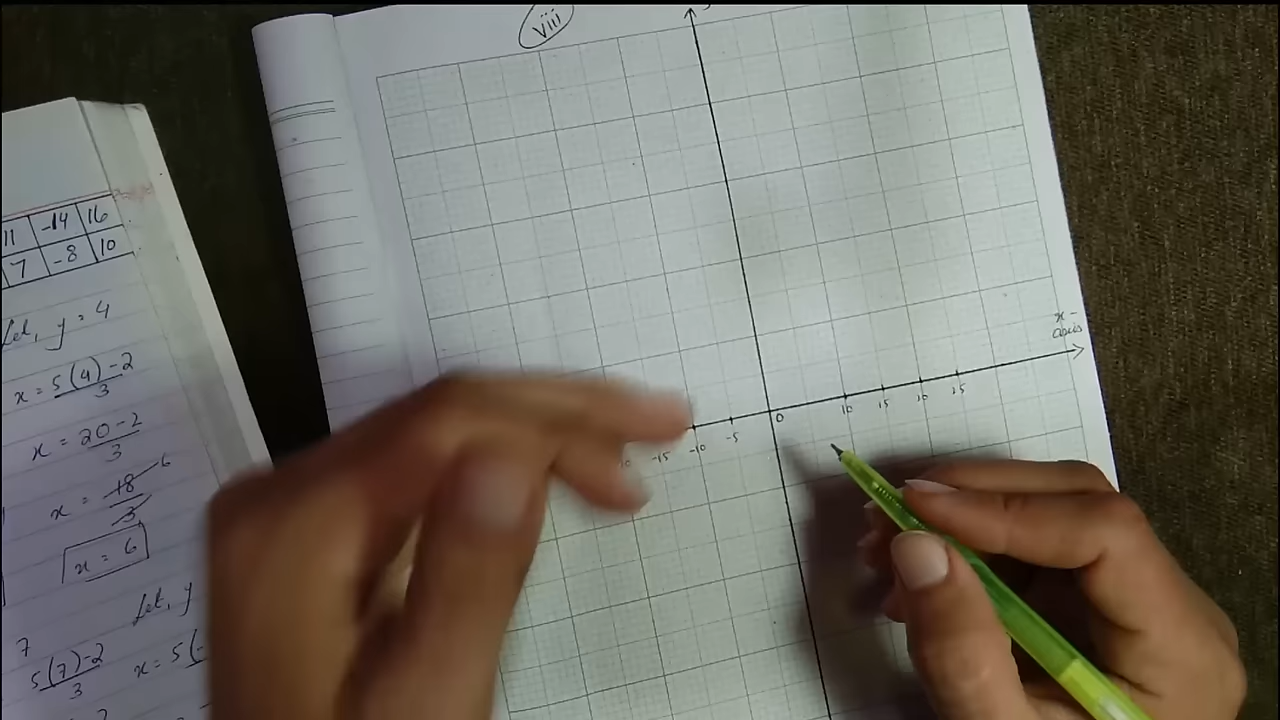 viii
11 -14 16
7 -8 10
Let, y = 4
x = 5(4)-2
3
x = 20-2
3
x = 18 6
3
x = 6
Let, y
7
5(7)-2
3
x = 5(-
x-
axis
-15 -10 -5 0 10 15 20 25